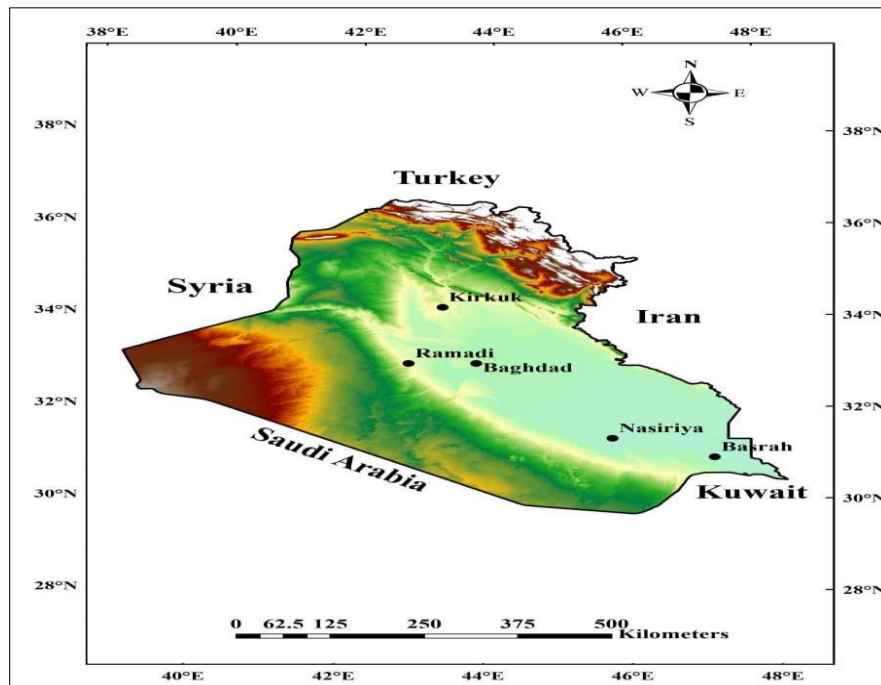 38°E 40°E 42°E 44°E 46°E 48°E
N
W E
S
38°N 38°N
Turkey
36°N 36°N
Syria
Kirkuk
34°N 34°N
Iran
Ramadi
Baghdad
32°N 32°N
Nasiriya
Saudi Arabia
Basrah
Kuwait
30°N 30°N
28°N 28°N
0 62.5 125 250 375 500
Kilometers
40°E 42°E 44°E 46°E 48°E